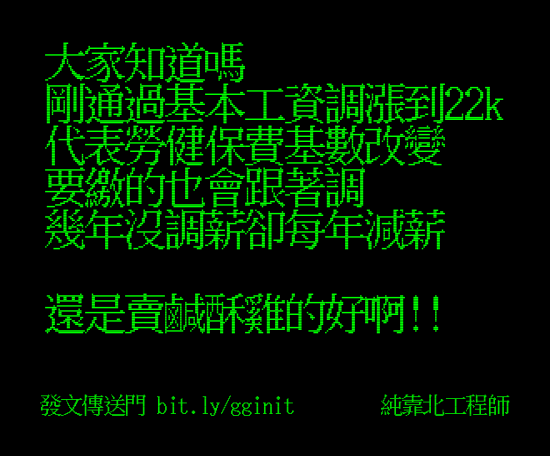 大家知道嗎
剛通過基本工資調漲到22k
代表勞健保費基數改變
要繳的也會跟著調
幾年沒調薪卻每年減薪
還是賣鹹酥雞的好啊!!
發文傳送門 bit.ly/gginit
純靠北工程師